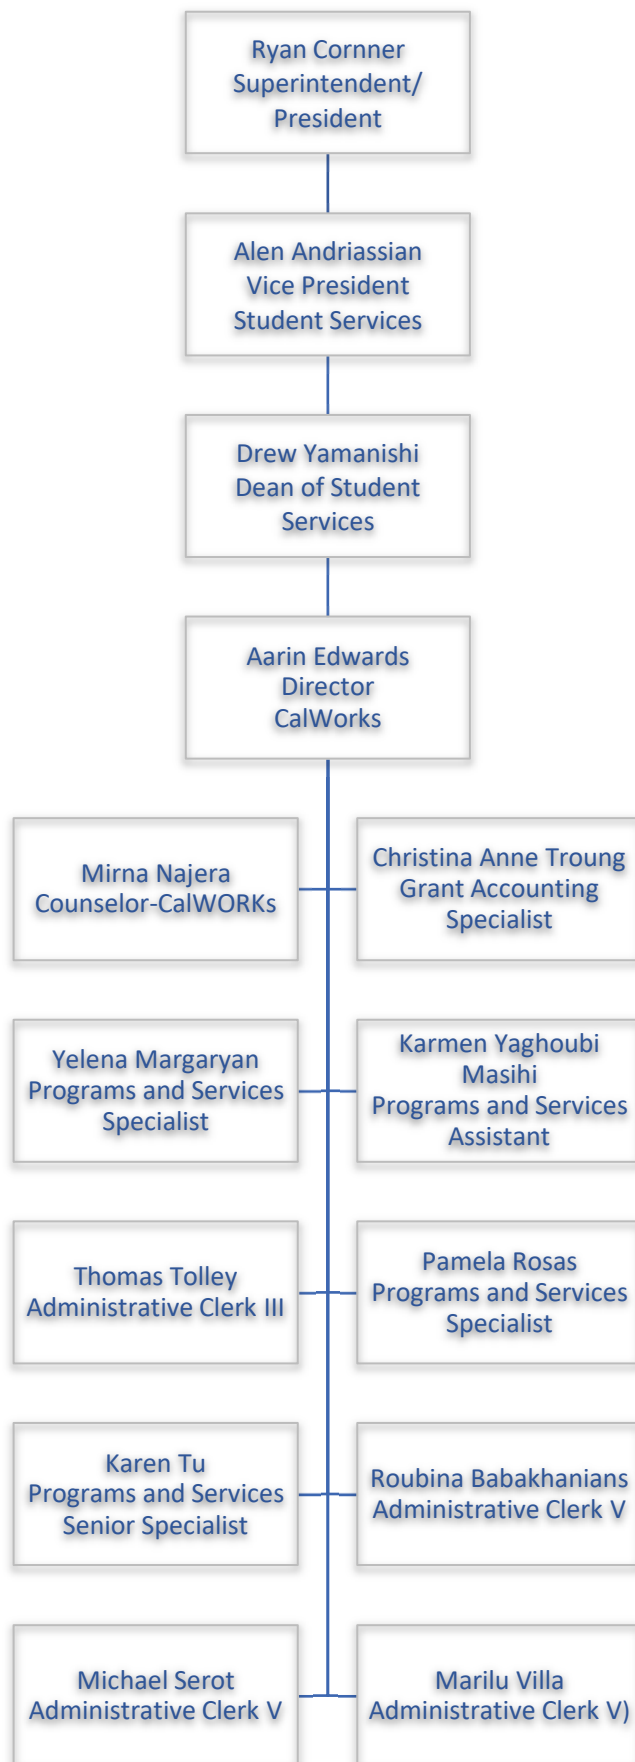 Ryan Cornner
Superintendent/
President
Alen Andriassian
Vice President
Student Services
Drew Yamanishi
Dean of Student
Services
Aarin Edwards
Director
CalWorks
Mirna Najera
Counselor-CalWORKs
Christina Anne Troung
Grant Accounting
Specialist
Yelena Margaryan
Programs and Services
Specialist
Karmen Yaghoubi
Masihi
Programs and Services
Assistant
Thomas Tolley
Administrative Clerk III
Pamela Rosas
Programs and Services
Specialist
Karen Tu
Programs and Services
Senior Specialist
Roubina Babakhanians
Administrative Clerk V
Michael Serot
Administrative Clerk V
Marilu Villa
Administrative Clerk V)